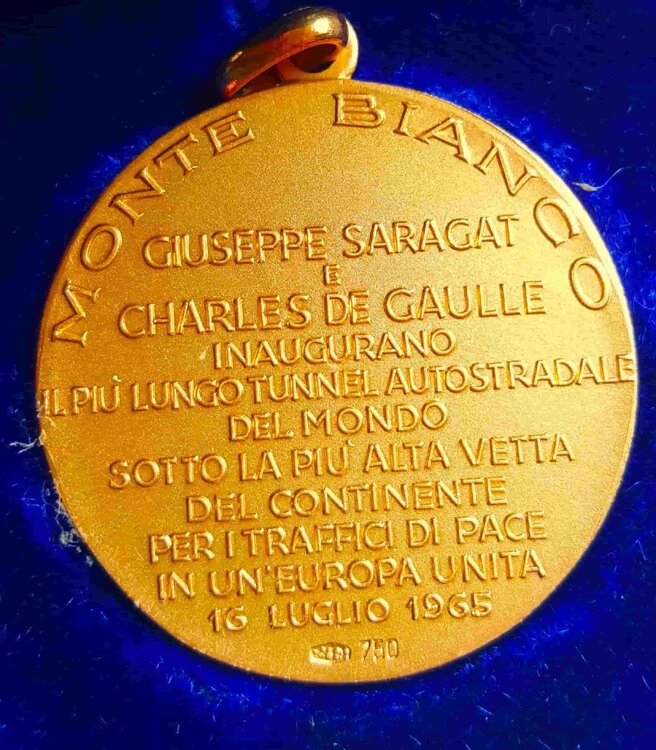 MONTE BIANCO
GIUSEPPE SARAGAT
E
CHARLES DE GAULLE
INAUGURANO
IL PIÙ LUNGO TUNNEL AUTOSTRADALE
DEL MONDO
SOTTO LA PIU' ALTA VETTA
DEL CONTINENTE
PER I TRAFFICI DI PACE
IN UN'EUROPA UNITA
16 LUGLIO 1965
750